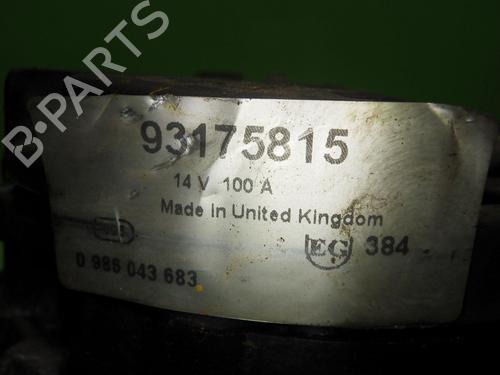 B-PARTS
93175815
14 V 100 A
Made In United Kingdom
EG 384
0 986 043 683